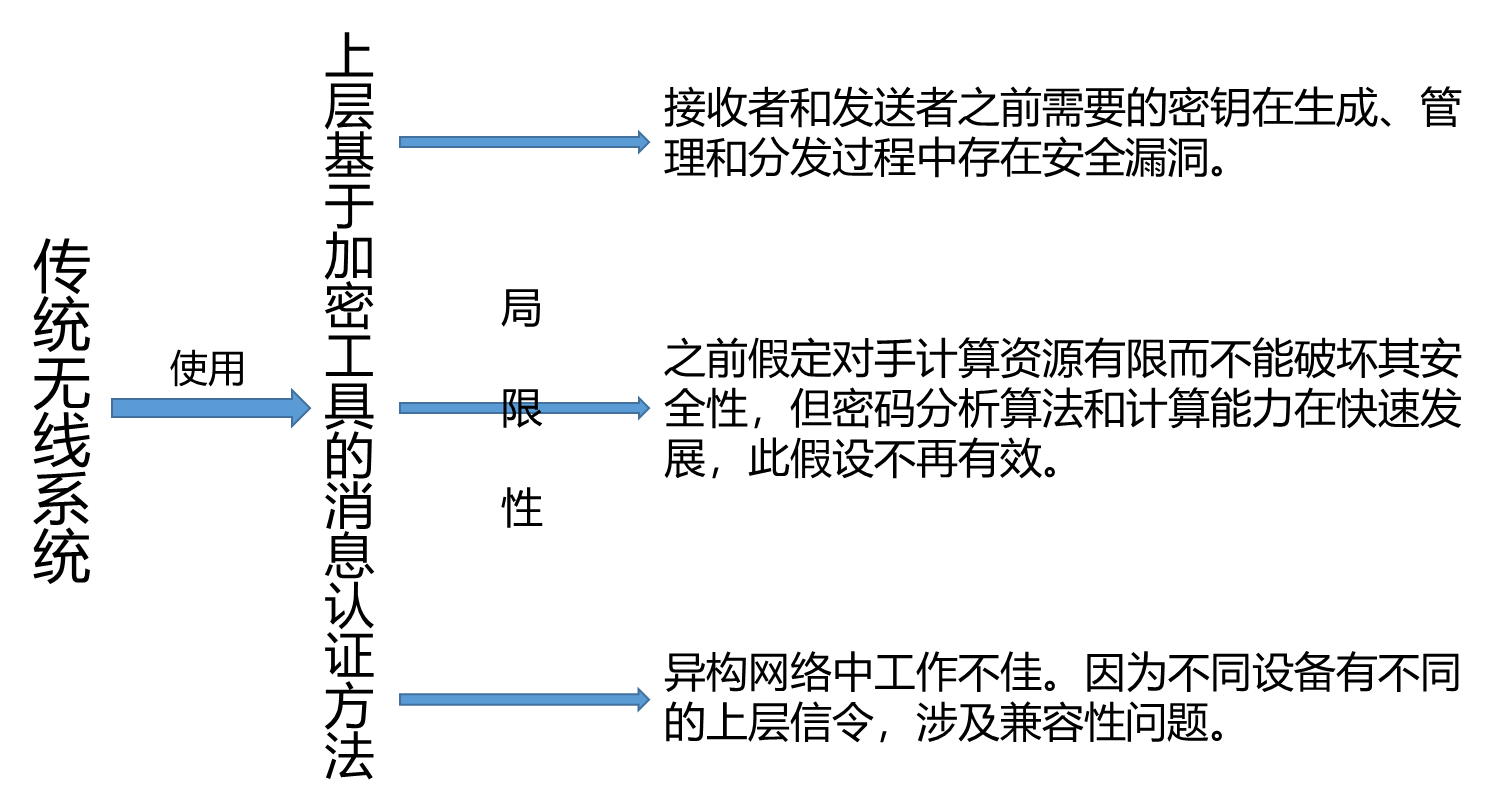 传统无线系统
使用
上层基于加密工具的消息认证方法
局
限
性
接收者和发送者之前需要的密钥在生成、管
理和分发过程中存在安全漏洞。
之前假定对手计算资源有限而不能破坏其安
全性，但密码分析算法和计算能力在快速发
展，此假设不再有效。
异构网络中工作不佳。因为不同设备有不同
的上层信令，涉及兼容性问题。